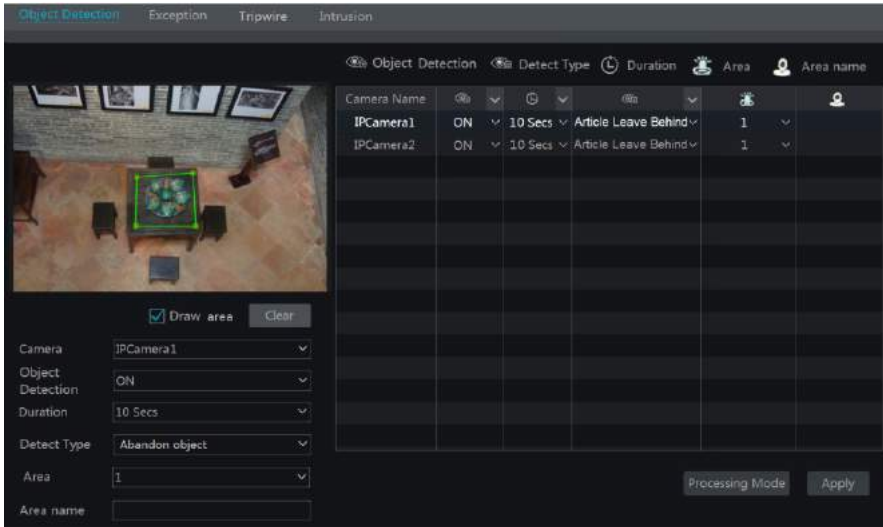 Object Detection Exception Tripwire Intrusion
Object Detection Detect Type Duration Area Area name
Camera Name
IPCamera1 ON 10 Secs Article Leave Behind 1
IPCamera2 ON 10 Secs Article Leave Behind 1
Draw area Clear
Camera IPCamera1
Object Detection ON
Duration 10 Secs
Detect Type Abandon object
Area 1
Area name
Processing Mode Apply